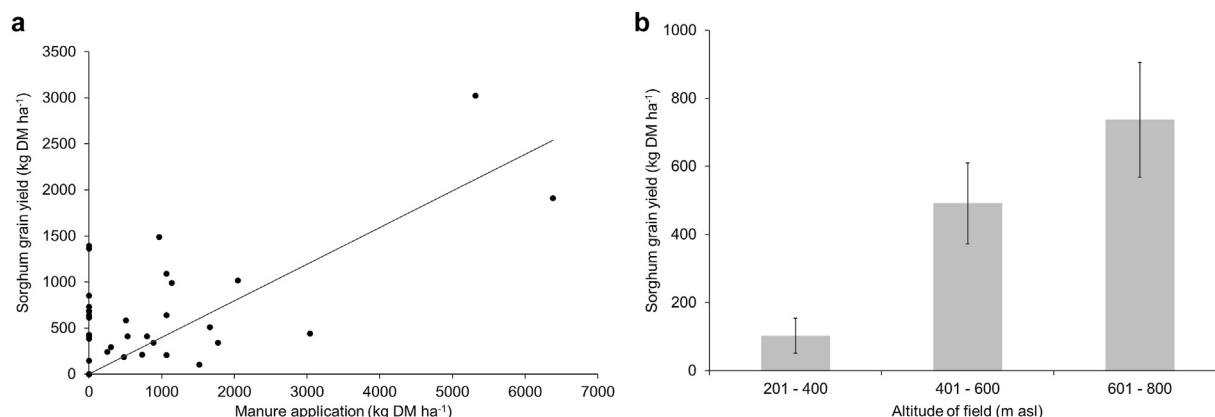 a
3500
3000
2500
2000
1500
1000
500
0
Sorghum grain yield (kg DM ha⁻¹)
0 1000 2000 3000 4000 5000 6000 7000
Manure application (kg DM ha⁻¹)
b
1000
800
600
400
200
0
Sorghum grain yield (kg DM ha⁻¹)
201 - 400 401 - 600 601 - 800
Altitude of field (m asl)